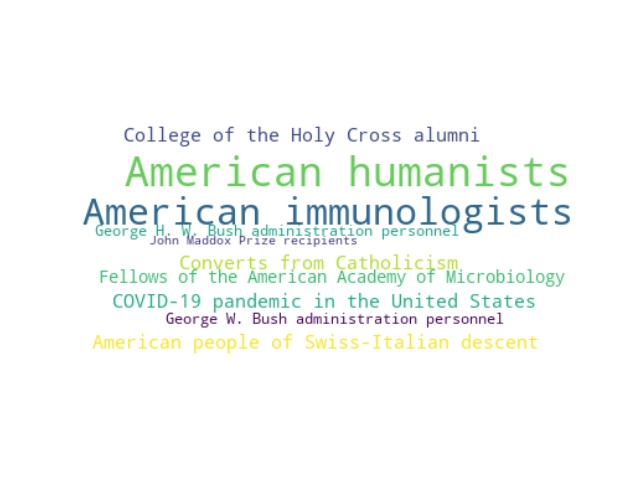 College of the Holy Cross alumni
American humanists
American immunologists
George H. W. Bush administration personnel
John Maddox Prize recipients
Converts from Catholicism
Fellows of the American Academy of Microbiology
COVID-19 pandemic in the United States
George W. Bush administration personnel
American people of Swiss-Italian descent